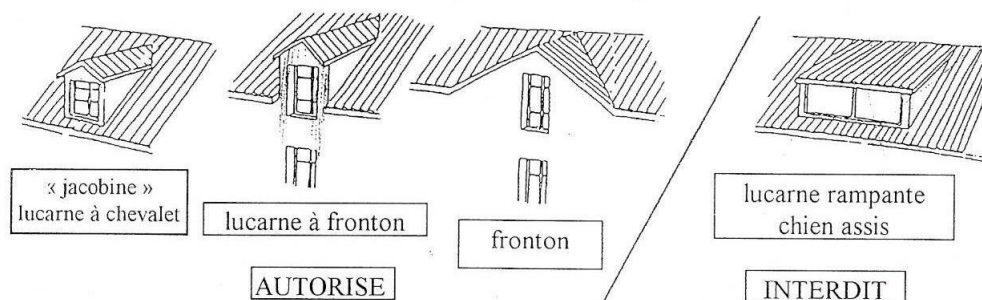 « jacobine »
lucarne à chevalet
lucarne à fronton
fronton
AUTORISE
lucarne rampante
chien assis
INTERDIT